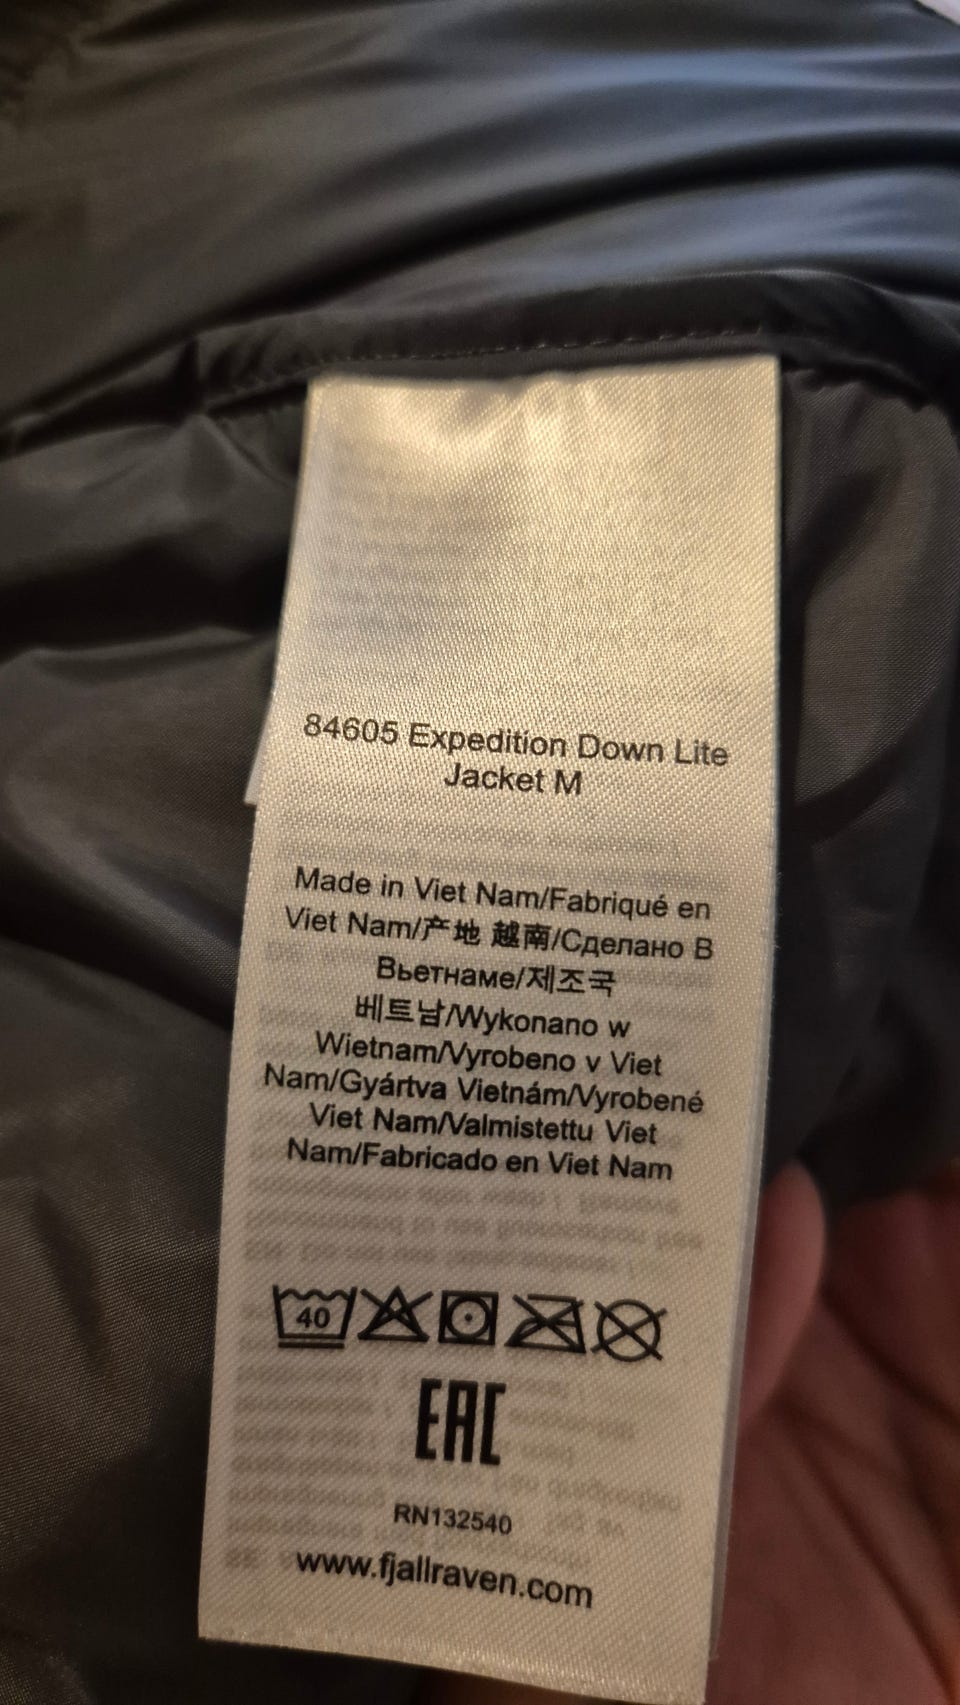 84605 Expedition Down Lite
Jacket M
Made in Viet Nam/Fabriqué en
Viet Nam/产地 越南/Сделано В
Вьетнаме/제조국
베트남/Wykonano w
Wietnam/Vyrobeno v Viet
Nam/Gyártva Vietnám/Vyrobené
Viet Nam/Valmistettu Viet
Nam/Fabricado en Viet Nam
40
EAC
RN132540
www.fjallraven.com